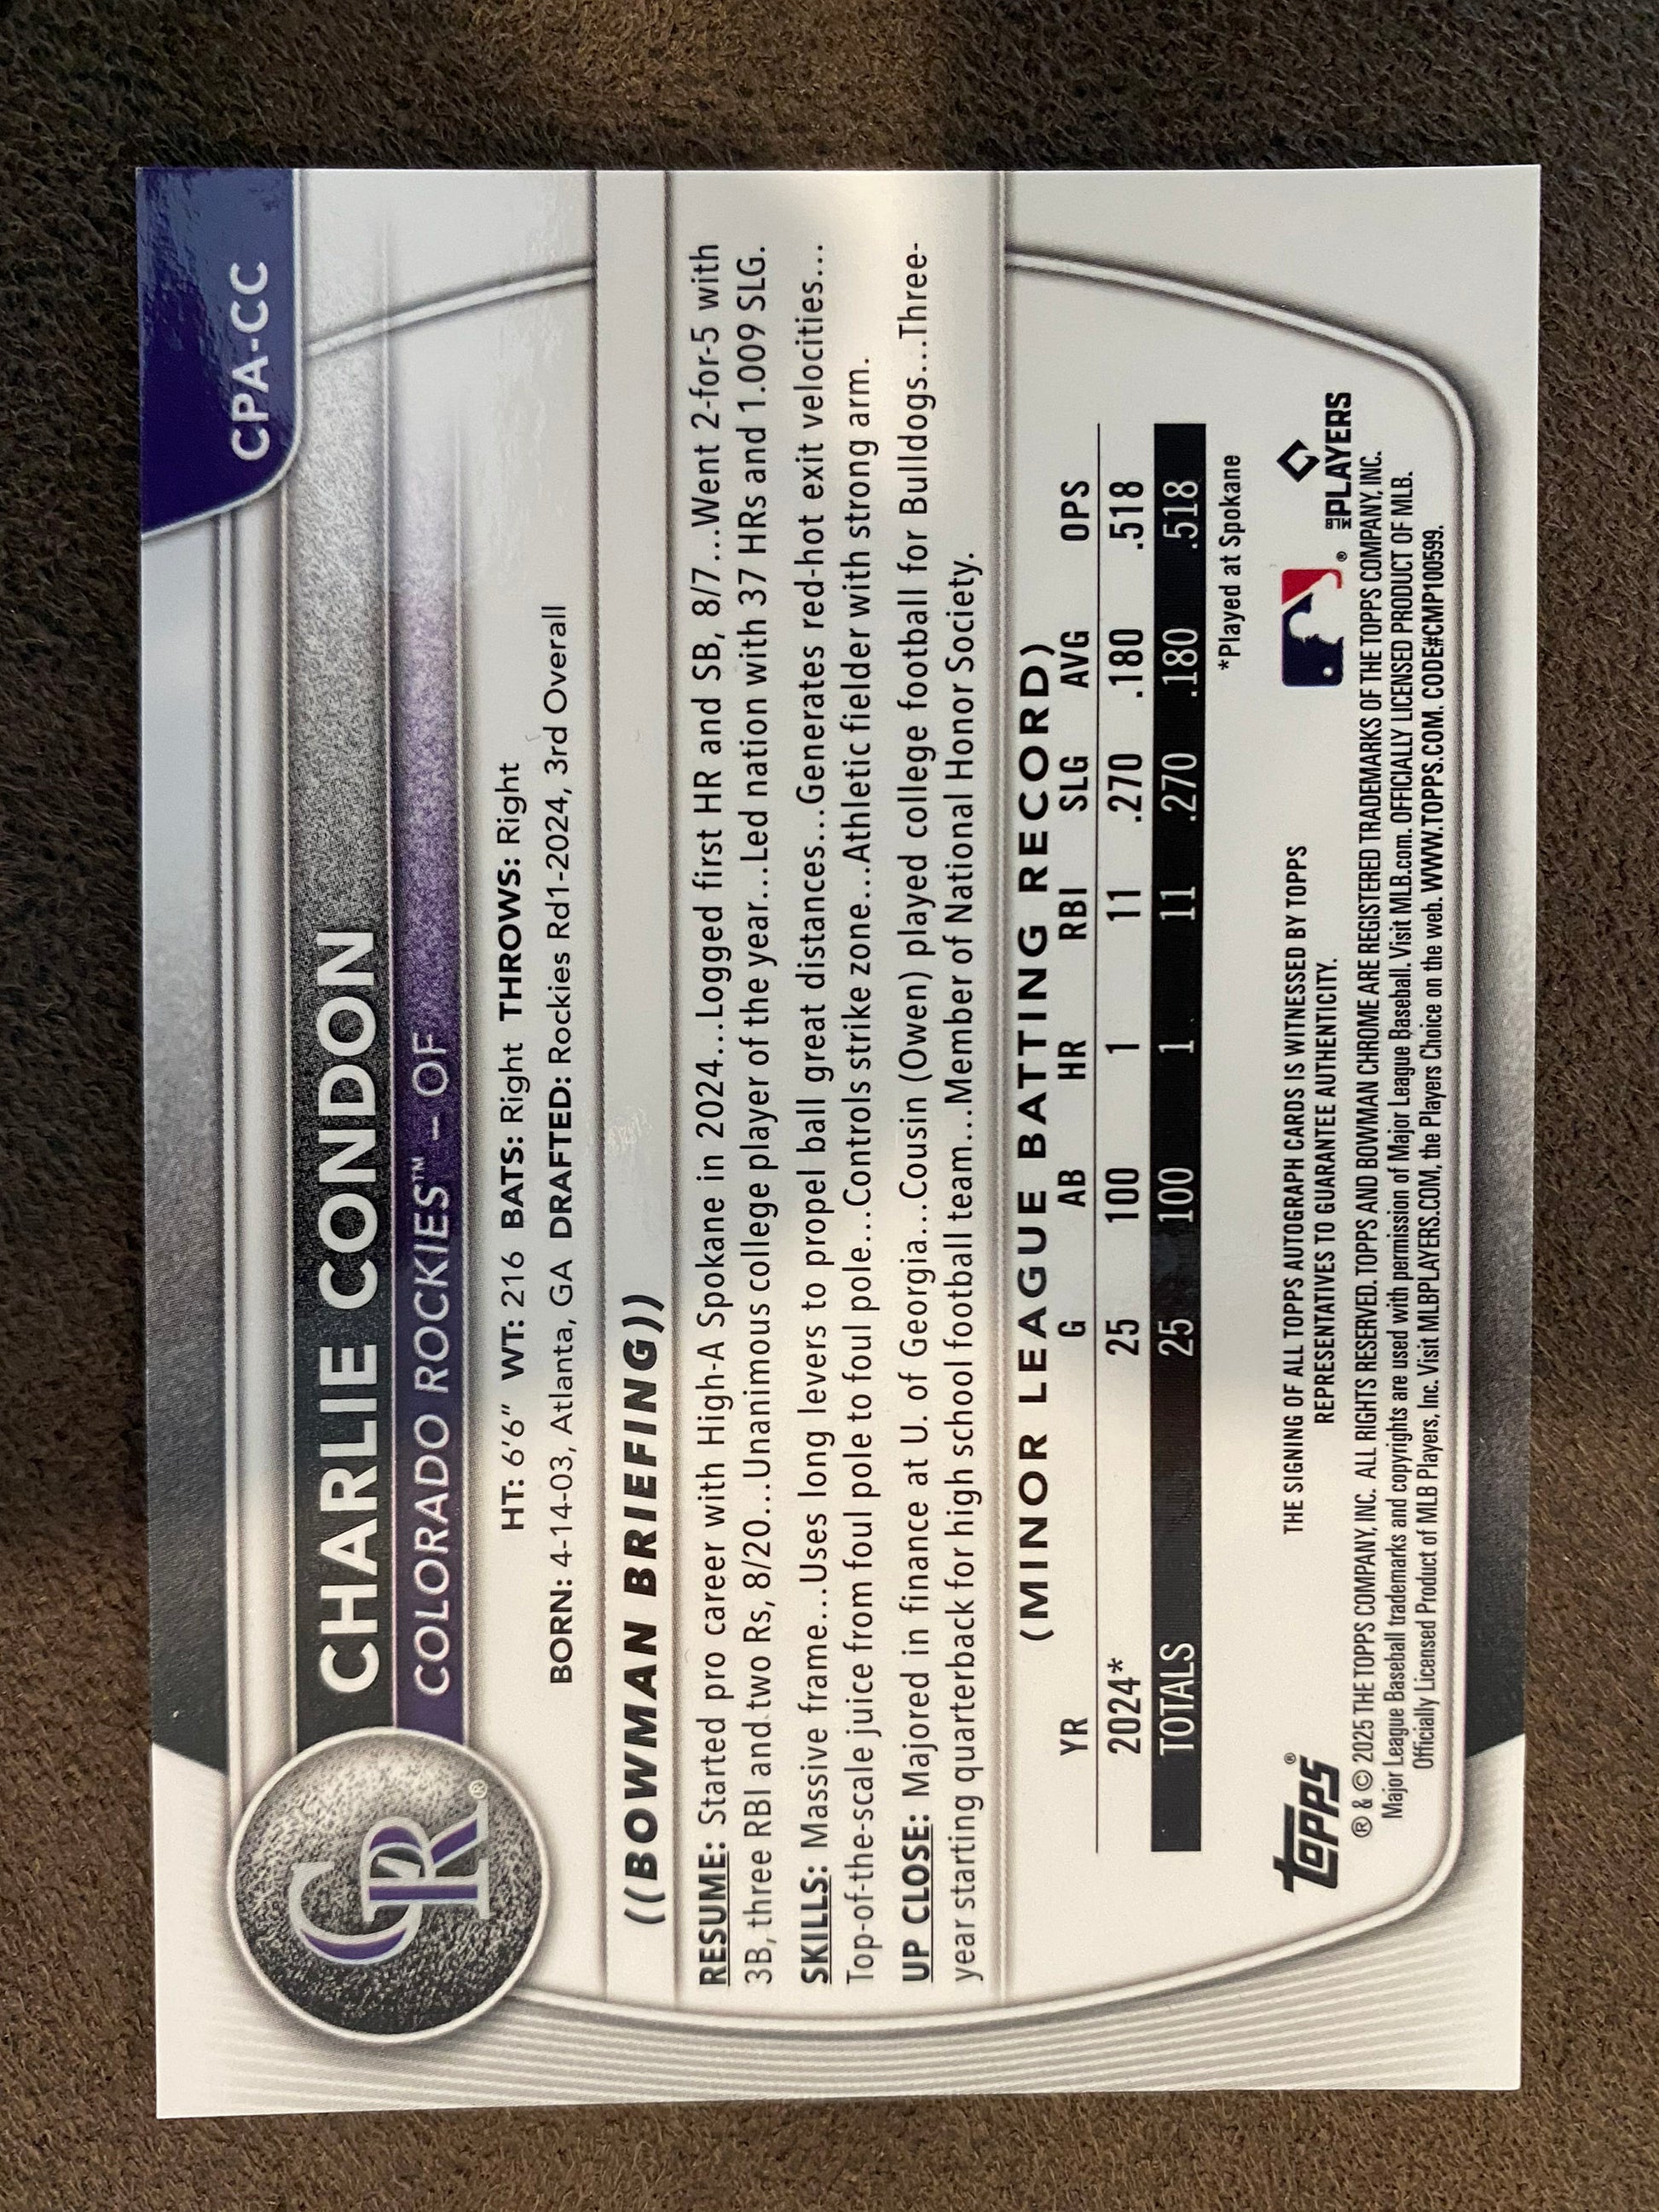 CPA-CC
CHARLIE CONDON
COLORADO ROCKIES™ – OF
CR®
HT: 6'6" WT: 216 BATS: Right THROWS: Right
BORN: 4-14-03, Atlanta, GA DRAFTED: Rockies Rd1-2024, 3rd Overall
((BOWMAN BRIEFING))
RESUME: Started pro career with High-A Spokane in 2024...Logged first HR and SB, 8/7...Went 2-for-5 with
3B, three RBI and two Rs, 8/20...Unanimous college player of the year...Led nation with 37 HRs and 1.009 SLG.
SKILLS: Massive frame...Uses long levers to propel ball great distances...Generates red-hot exit velocities...
Top-of-the-scale juice from foul pole to foul pole...Controls strike zone...Athletic fielder with strong arm.
UP CLOSE: Majored in finance at U. of Georgia...Cousin (Owen) played college football for Bulldogs...Three-
year starting quarterback for high school football team...Member of National Honor Society.
(MINOR LEAGUE BATTING RECORD)
YR G AB HR RBI SLG AVG OPS
2024* 25 100 1 11 .270 .180 .518
TOTALS 25 100 1 11 .270 .180 .518
*Played at Spokane
THE SIGNING OF ALL TOPPS AUTOGRAPH CARDS IS WITNESSED BY TOPPS
REPRESENTATIVES TO GUARANTEE AUTHENTICITY.
Topps®
®
MLB PLAYERS
® & © 2025 THE TOPPS COMPANY, INC. ALL RIGHTS RESERVED. TOPPS AND BOWMAN CHROME ARE REGISTERED TRADEMARKS OF THE TOPPS COMPANY, INC.
Major League Baseball trademarks and copyrights are used with permission of Major League Baseball. Visit MLB.com. OFFICIALLY LICENSED PRODUCT OF MLB.
Officially Licensed Product of MLB Players, Inc. Visit MLBPLAYERS.COM, the Players Choice on the web. WWW.TOPPS.COM. CODE#CMP100599.